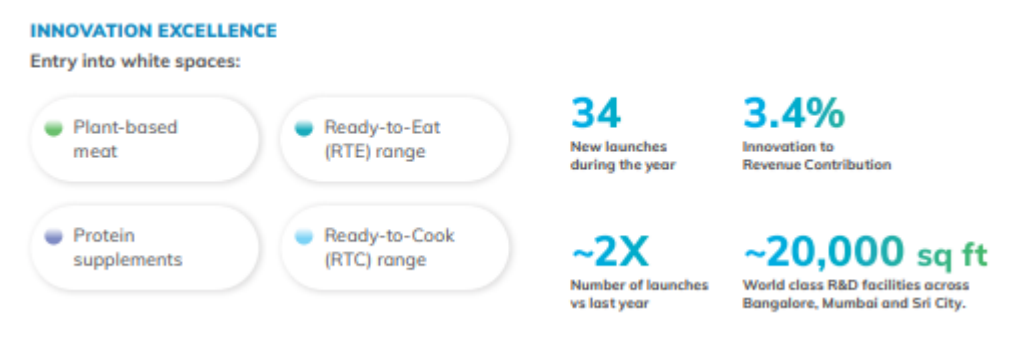 INNOVATION EXCELLENCE
Entry into white spaces:
Plant-based
meat
Ready-to-Eat
(RTE) range
Protein
supplements
Ready-to-Cook
(RTC) range
34
New launches
during the year
3.4%
Innovation to
Revenue Contribution
~2X
Number of launches
vs last year
~20,000 sq ft
World class R&D facilities across
Bangalore, Mumbai and Sri City.